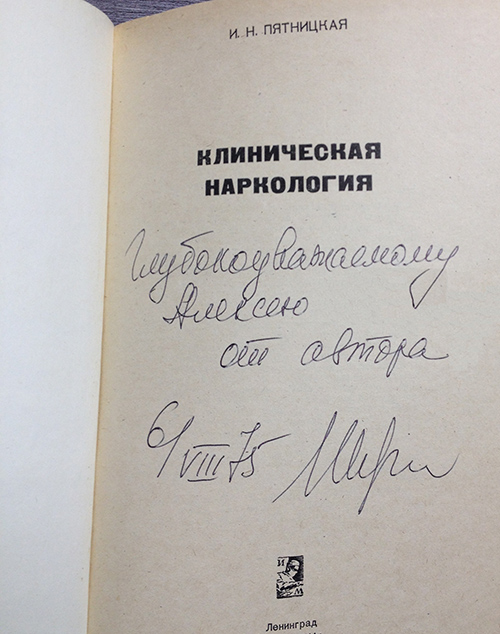 И. Н. ПЯТНИЦКАЯ
КЛИНИЧЕСКАЯ
НАРКОЛОГИЯ
Глубокоуважаемому
Алексею
от автора
6/VIII 75
И
М
Ленинград